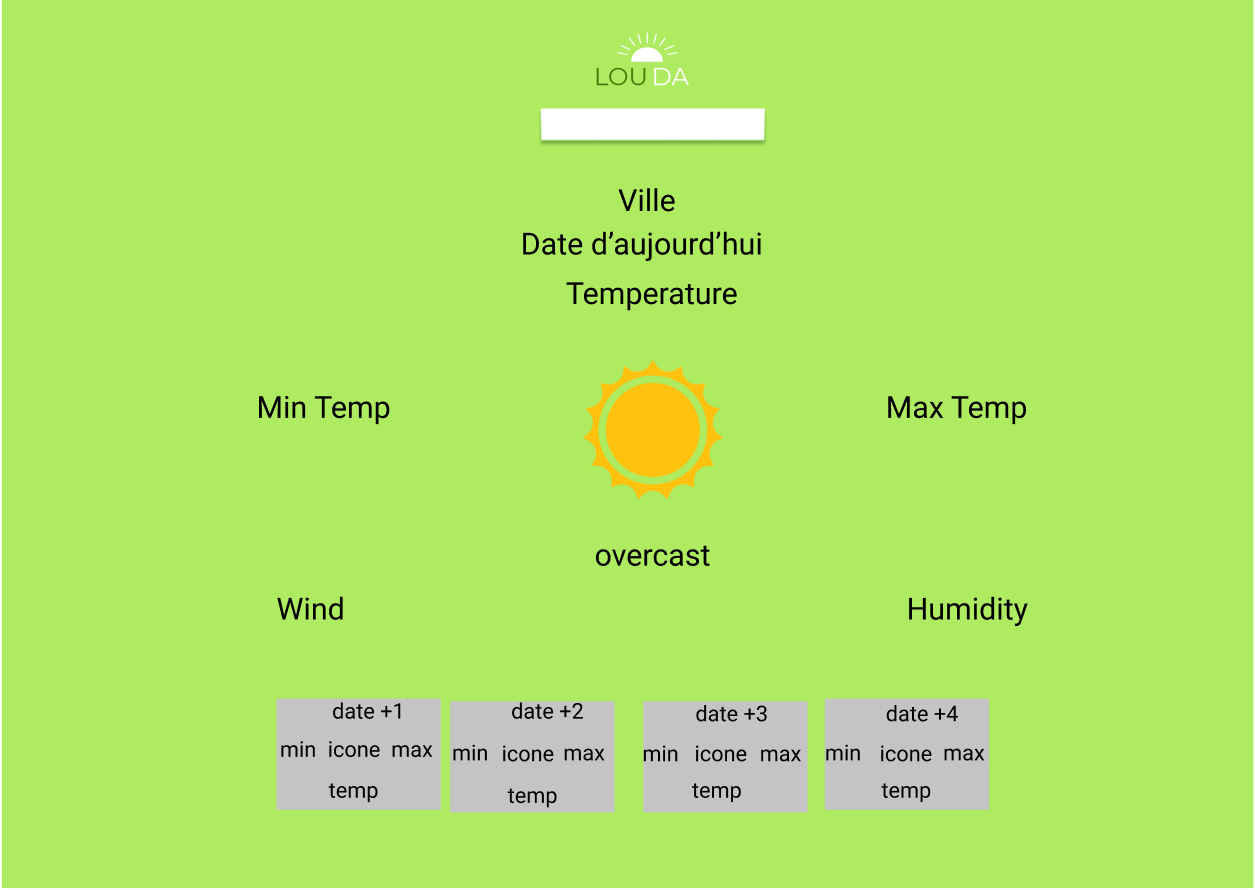 LOU DA
Ville
Date d’aujourd’hui
Temperature
Min Temp
Max Temp
overcast
Wind
Humidity
date +1
min icone max
temp
date +2
min icone max
temp
date +3
min icone max
temp
date +4
min icone max
temp